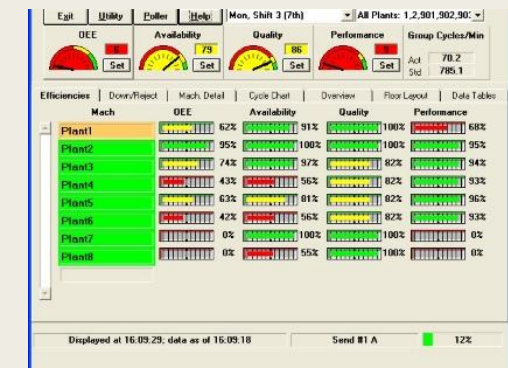 Exit Utility Poller Help Mon, Shift 3 (7th) All Plants: 1,2,901,902,90
OEE Availability Quality Performance Group Cycles/Min
6 79 86 9
Set Set Set Set
Act 70.2
Std 785.1
Efficiencies Down/Reject Mach. Detail Cycle Chart Overview Floor Layout Data Tables
Mach OEE Availability Quality Performance
Plant1 62% 91% 100% 68%
Plant2 95% 100% 100% 95%
Plant3 74% 97% 82% 94%
Plant4 43% 56% 82% 93%
Plant5 63% 81% 82% 96%
Plant6 42% 56% 82% 93%
Plant7 0% 100% 100% 0%
Plant8 0% 55% 100% 0%
Displayed at 16:09:29; data as of 16:09:18 Send #1 A 12%